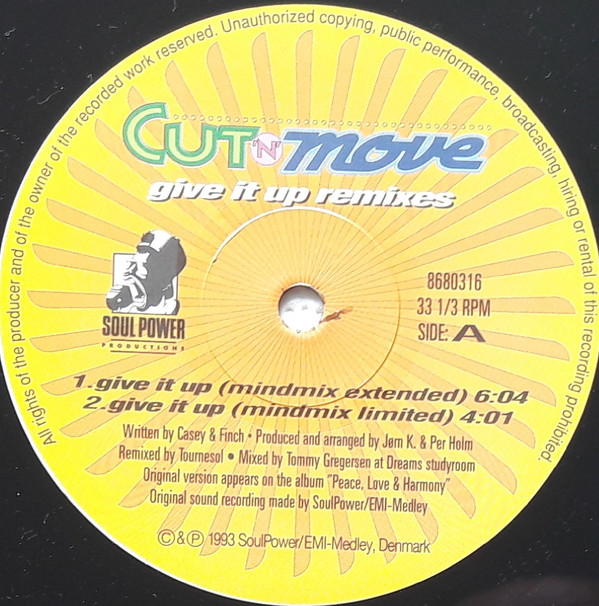 All rights of the producer and of the owner of the recorded work reserved. Unauthorized copying, public performance, broadcasting, hiring or rental of this recording prohibited.
CUT 'N' move
give it up remixes
SOUL POWER
PRODUCTIONS
8680316
33 1/3 RPM
SIDE: A
1. give it up (mindmix extended) 6:04
2. give it up (mindmix limited) 4:01
Written by Casey & Finch • Produced and arranged by Jørn K. & Per Holm
Remixed by Tournesol • Mixed by Tommy Gregersen at Dreams studyroom
Original version appears on the album "Peace, Love & Harmony"
Original sound recording made by SoulPower/EMI-Medley
© & ℗ 1993 SoulPower/EMI-Medley, Denmark